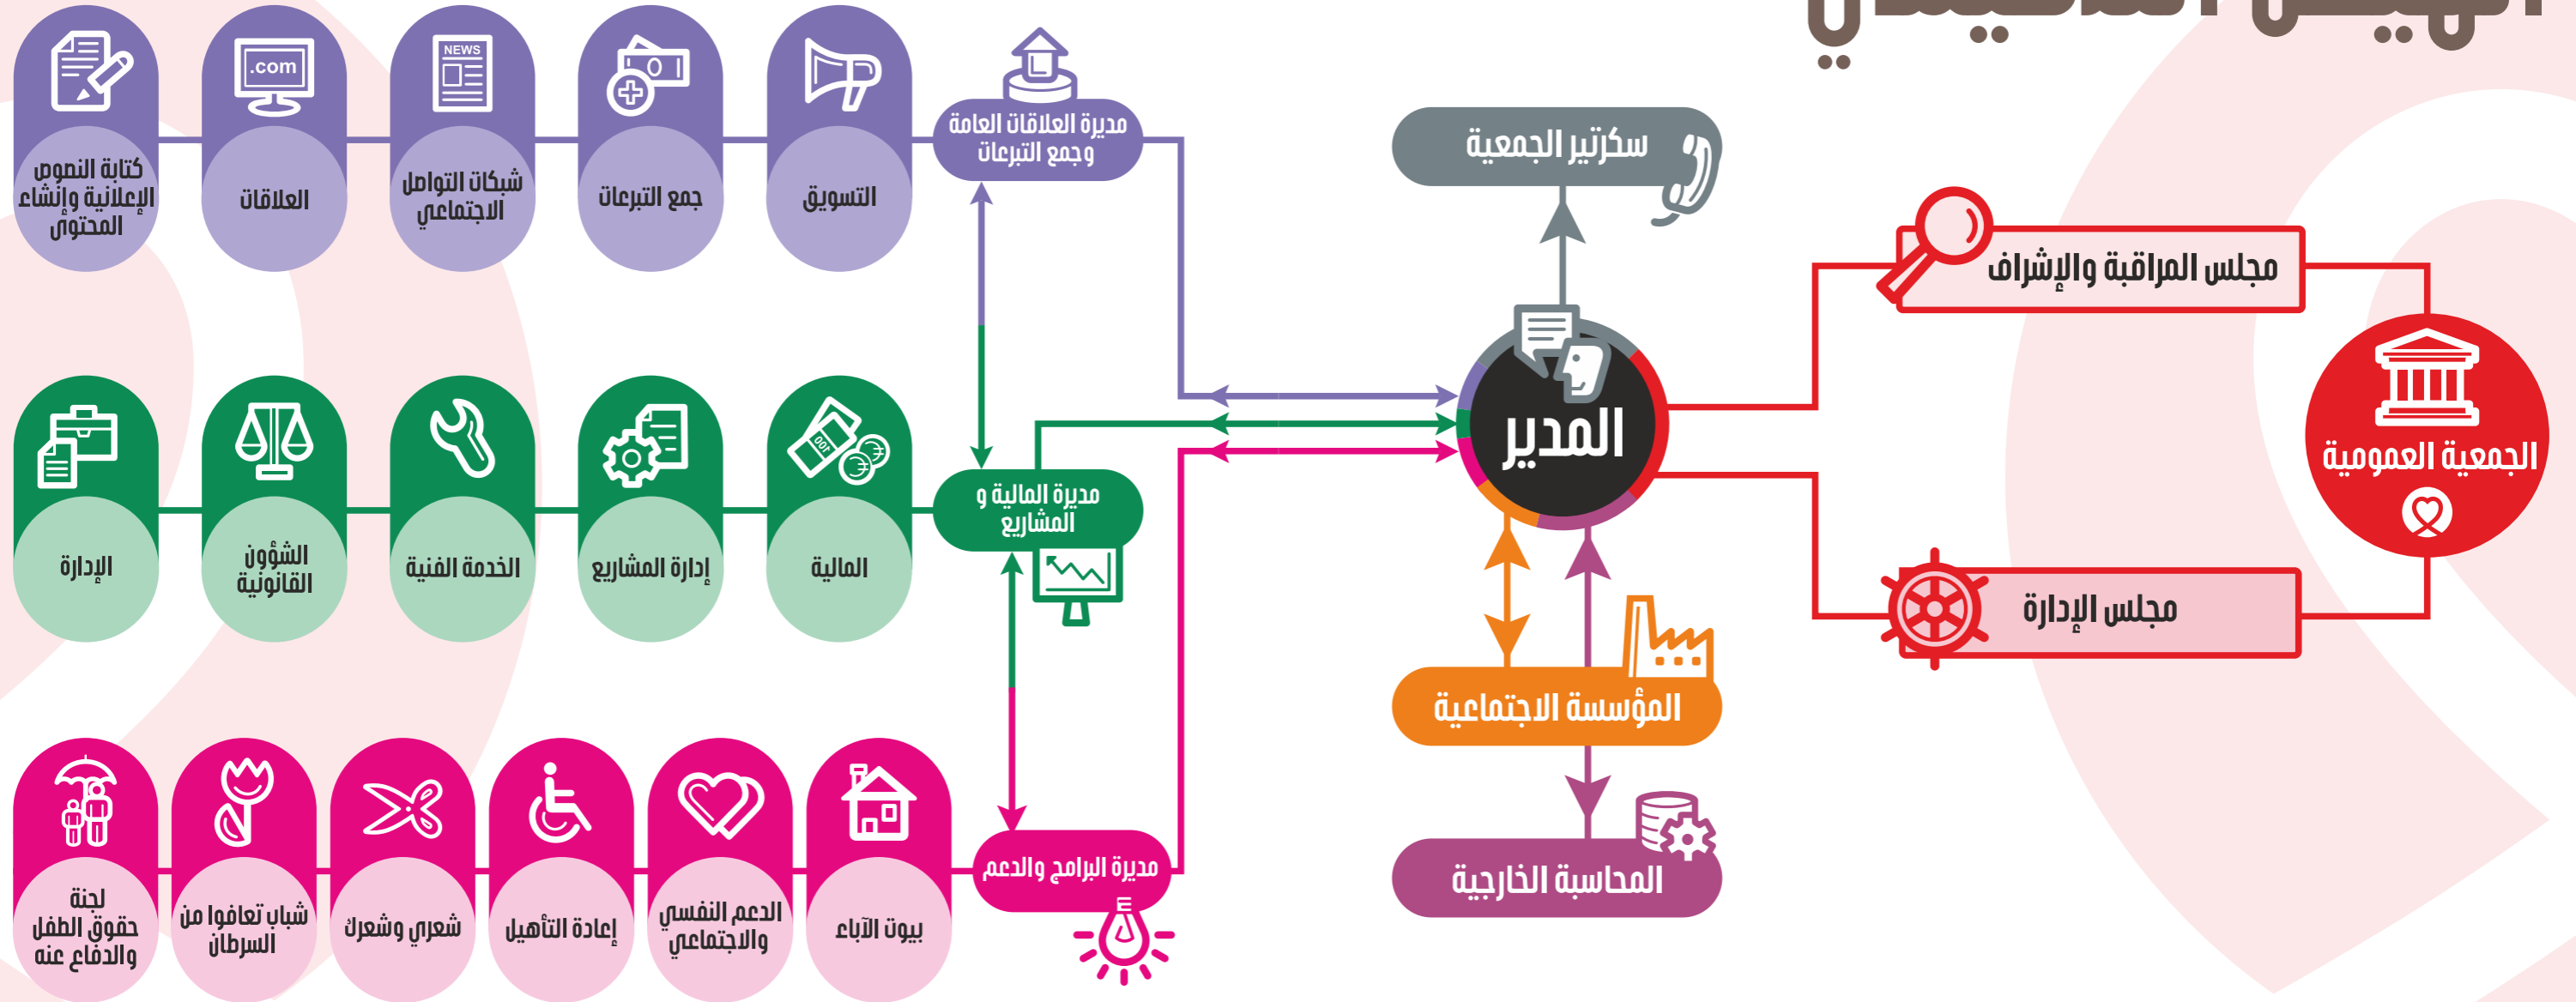 سكرتير الجمعية
مجلس المراقبة والإشراف
الجمعية العمومية
مجلس الإدارة
المدير
المؤسسة الاجتماعية
المحاسبة الخارجية
مديرة العلاقات العامة
وجمع التبرعات
التسويق
جمع التبرعات
NEWS
شبكات التواصل
الاجتماعي
.com
العلاقات
كتابة النصوص
الإعلانية وإنشاء
المحتوى
مديرة المالية و
المشاريع
100
المالية
إدارة المشاريع
الخدمة الفنية
الشؤون
القانونية
الإدارة
مديرة البرامج والدعم
بيوت الآباء
الدعم النفسي
والاجتماعي
إعادة التأهيل
شعري وشعرك
شباب تعافوا من
السرطان
لجنة
حقوق الطفل
والدفاع عنه